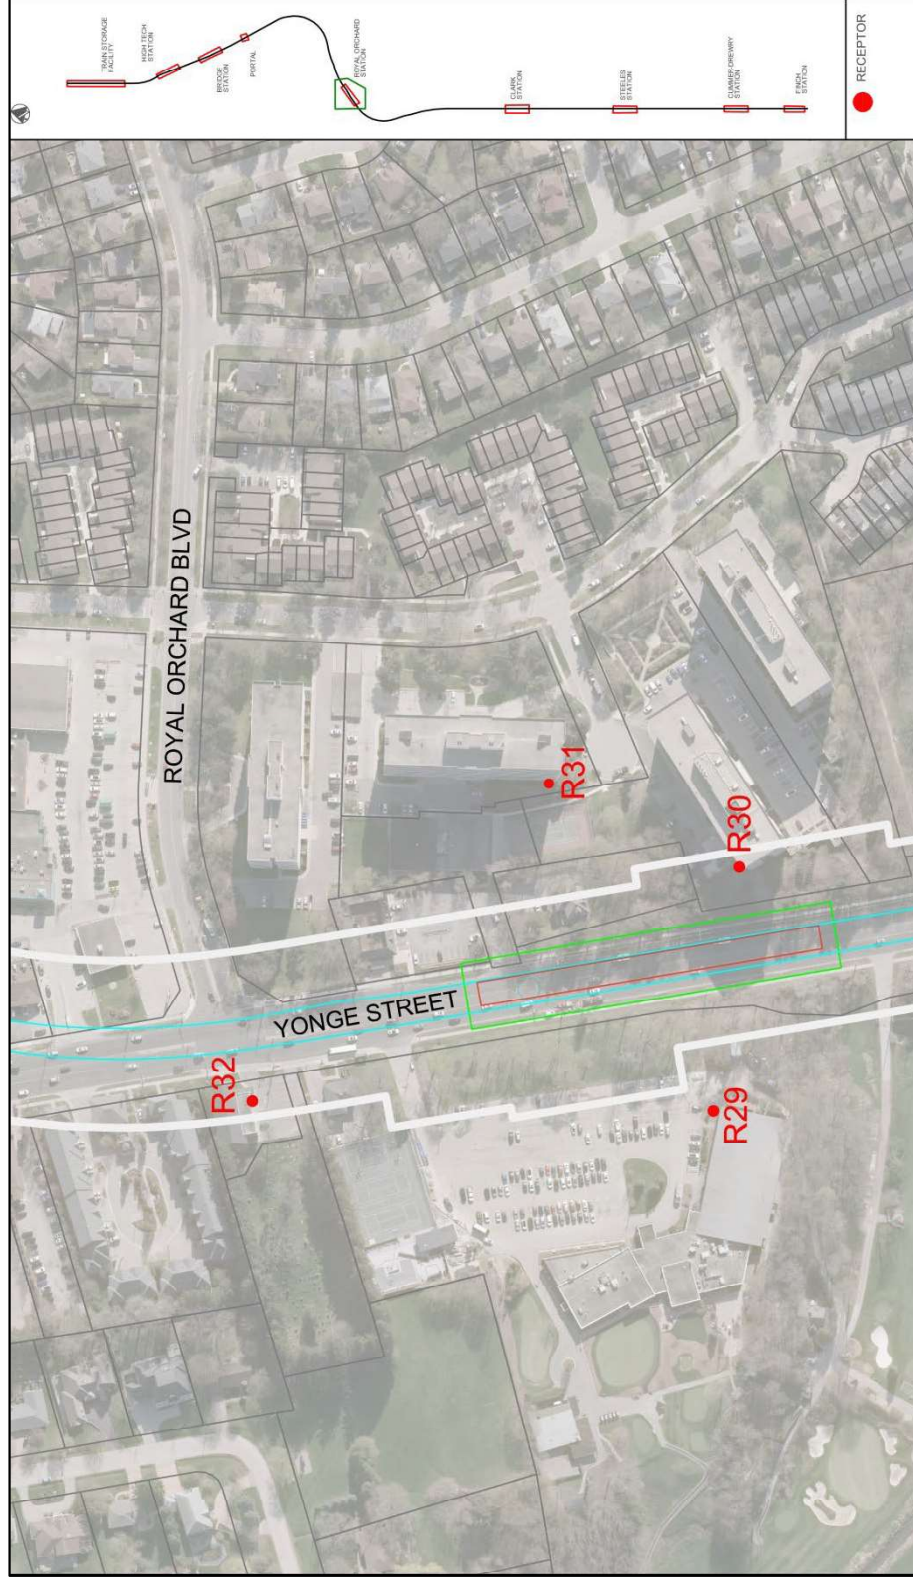 TRAIN STORAGE
FACILITY
HIGH TECH
STATION
BRIDGE
STATION
PORTAL
ROYAL ORCHARD
STATION
CLARK
STATION
STEELES
STATION
CUMMER-DREWRY
STATION
FINCH
STATION
RECEPTOR
ROYAL ORCHARD BLVD
YONGE STREET
R32
R31
R30
R29